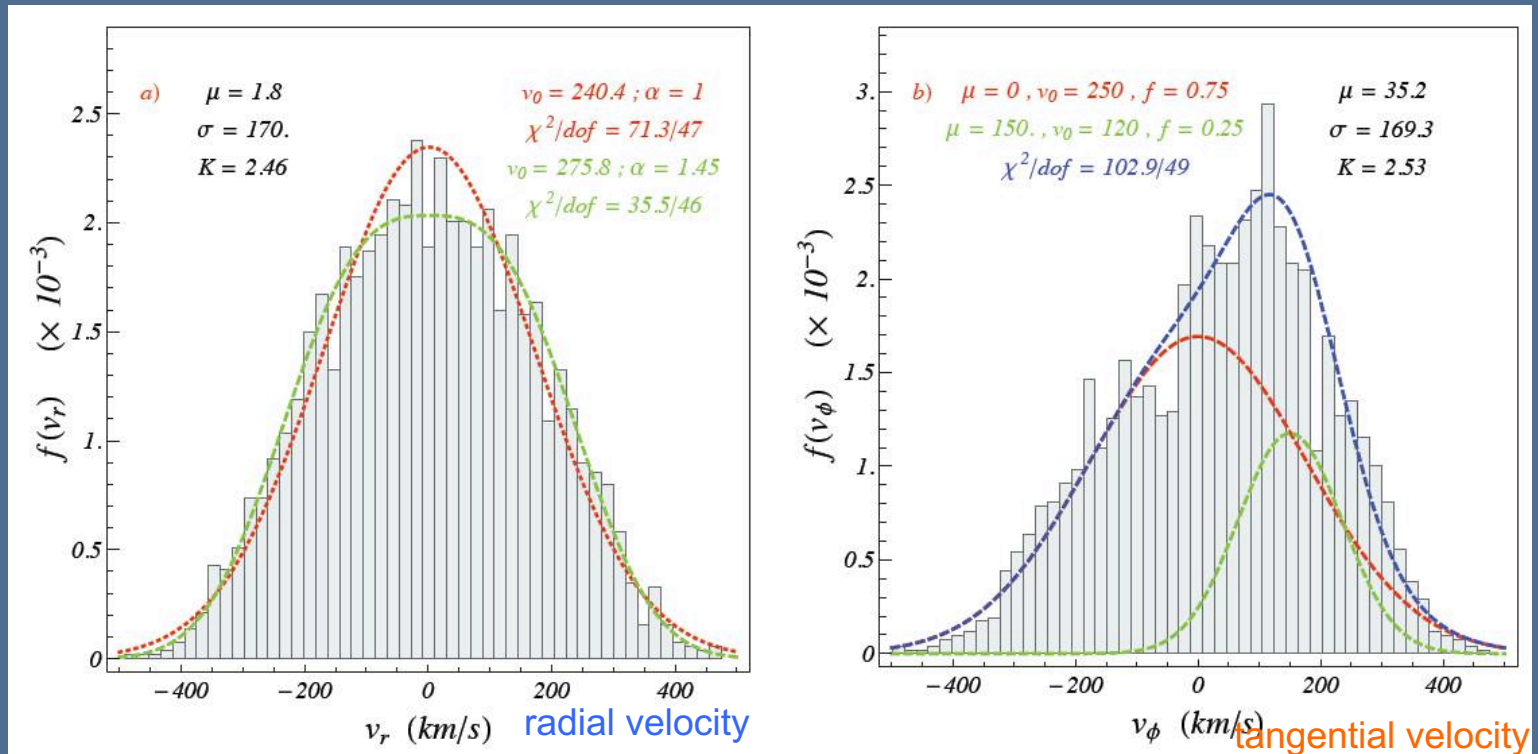 a) μ = 1.8
σ = 170.
K = 2.46
v₀ = 240.4 ; α = 1
χ²/dof = 71.3/47
v₀ = 275.8 ; α = 1.45
χ²/dof = 35.5/46
2.5
2.
1.5
1.
0.5
0
f(vᵣ) (× 10⁻³)
−400 −200 0 200 400
vᵣ (km/s)
radial velocity
b) μ = 0 , v₀ = 250 , f = 0.75
μ = 150. , v₀ = 120 , f = 0.25
χ²/dof = 102.9/49
μ = 35.2
σ = 169.3
K = 2.53
3.
2.5
2.
1.5
1.
0.5
0
f(v_ϕ) (× 10⁻³)
−400 −200 0 200 400
v_ϕ (km/s)
tangential velocity